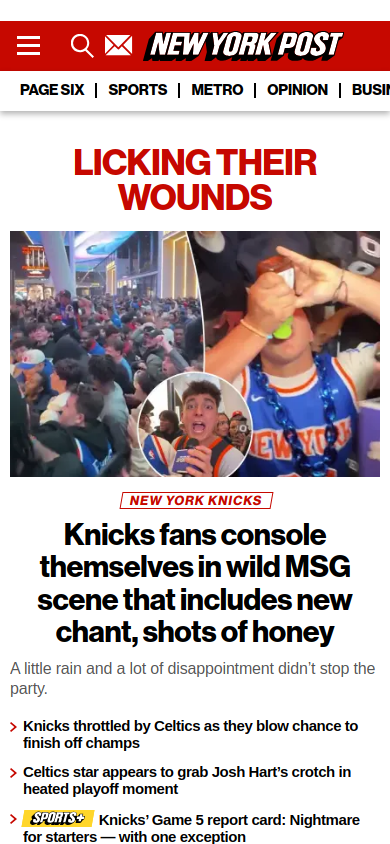 NEW YORK POST
PAGE SIX
SPORTS
METRO
OPINION
BUSIN
LICKING THEIR
WOUNDS
NEW YORK
NEW YORK KNICKS
Knicks fans console
themselves in wild MSG
scene that includes new
chant, shots of honey
A little rain and a lot of disappointment didn’t stop the
party.
Knicks throttled by Celtics as they blow chance to
finish off champs
Celtics star appears to grab Josh Hart’s crotch in
heated playoff moment
SPORTS+ Knicks’ Game 5 report card: Nightmare
for starters — with one exception